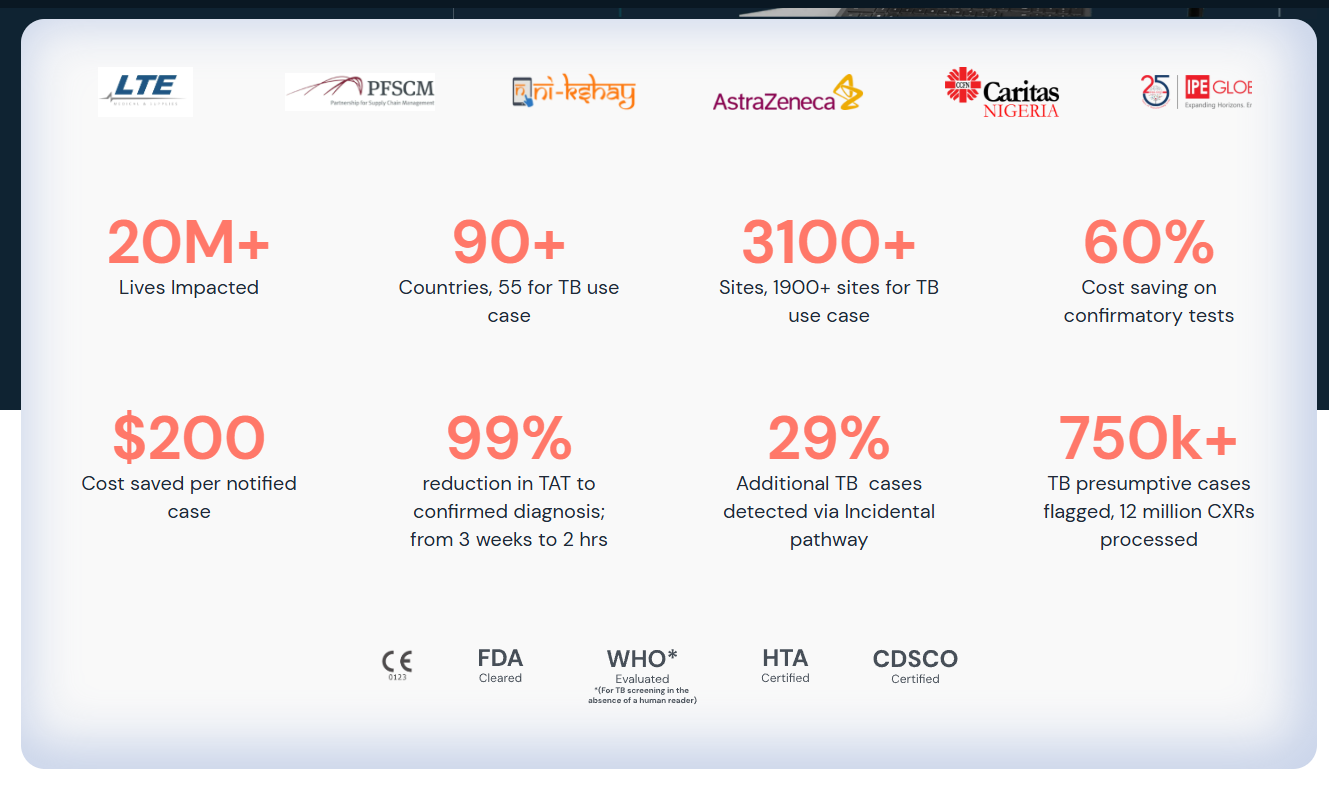 LTE
PFSCM
Partnership for Supply Chain Management
ni-kshay
AstraZeneca
CCFN
Caritas
NIGERIA
25
IPE GLOB
Expanding Horizons. En
20M+
Lives Impacted
90+
Countries, 55 for TB use
case
3100+
Sites, 1900+ sites for TB
use case
60%
Cost saving on
confirmatory tests
$200
Cost saved per notified
case
99%
reduction in TAT to
confirmed diagnosis;
from 3 weeks to 2 hrs
29%
Additional TB cases
detected via Incidental
pathway
750k+
TB presumptive cases
flagged, 12 million CXRs
processed
CE
0123
FDA
Cleared
WHO*
Evaluated
*(For TB screening in the
absence of a human reader)
HTA
Certified
CDSCO
Certified